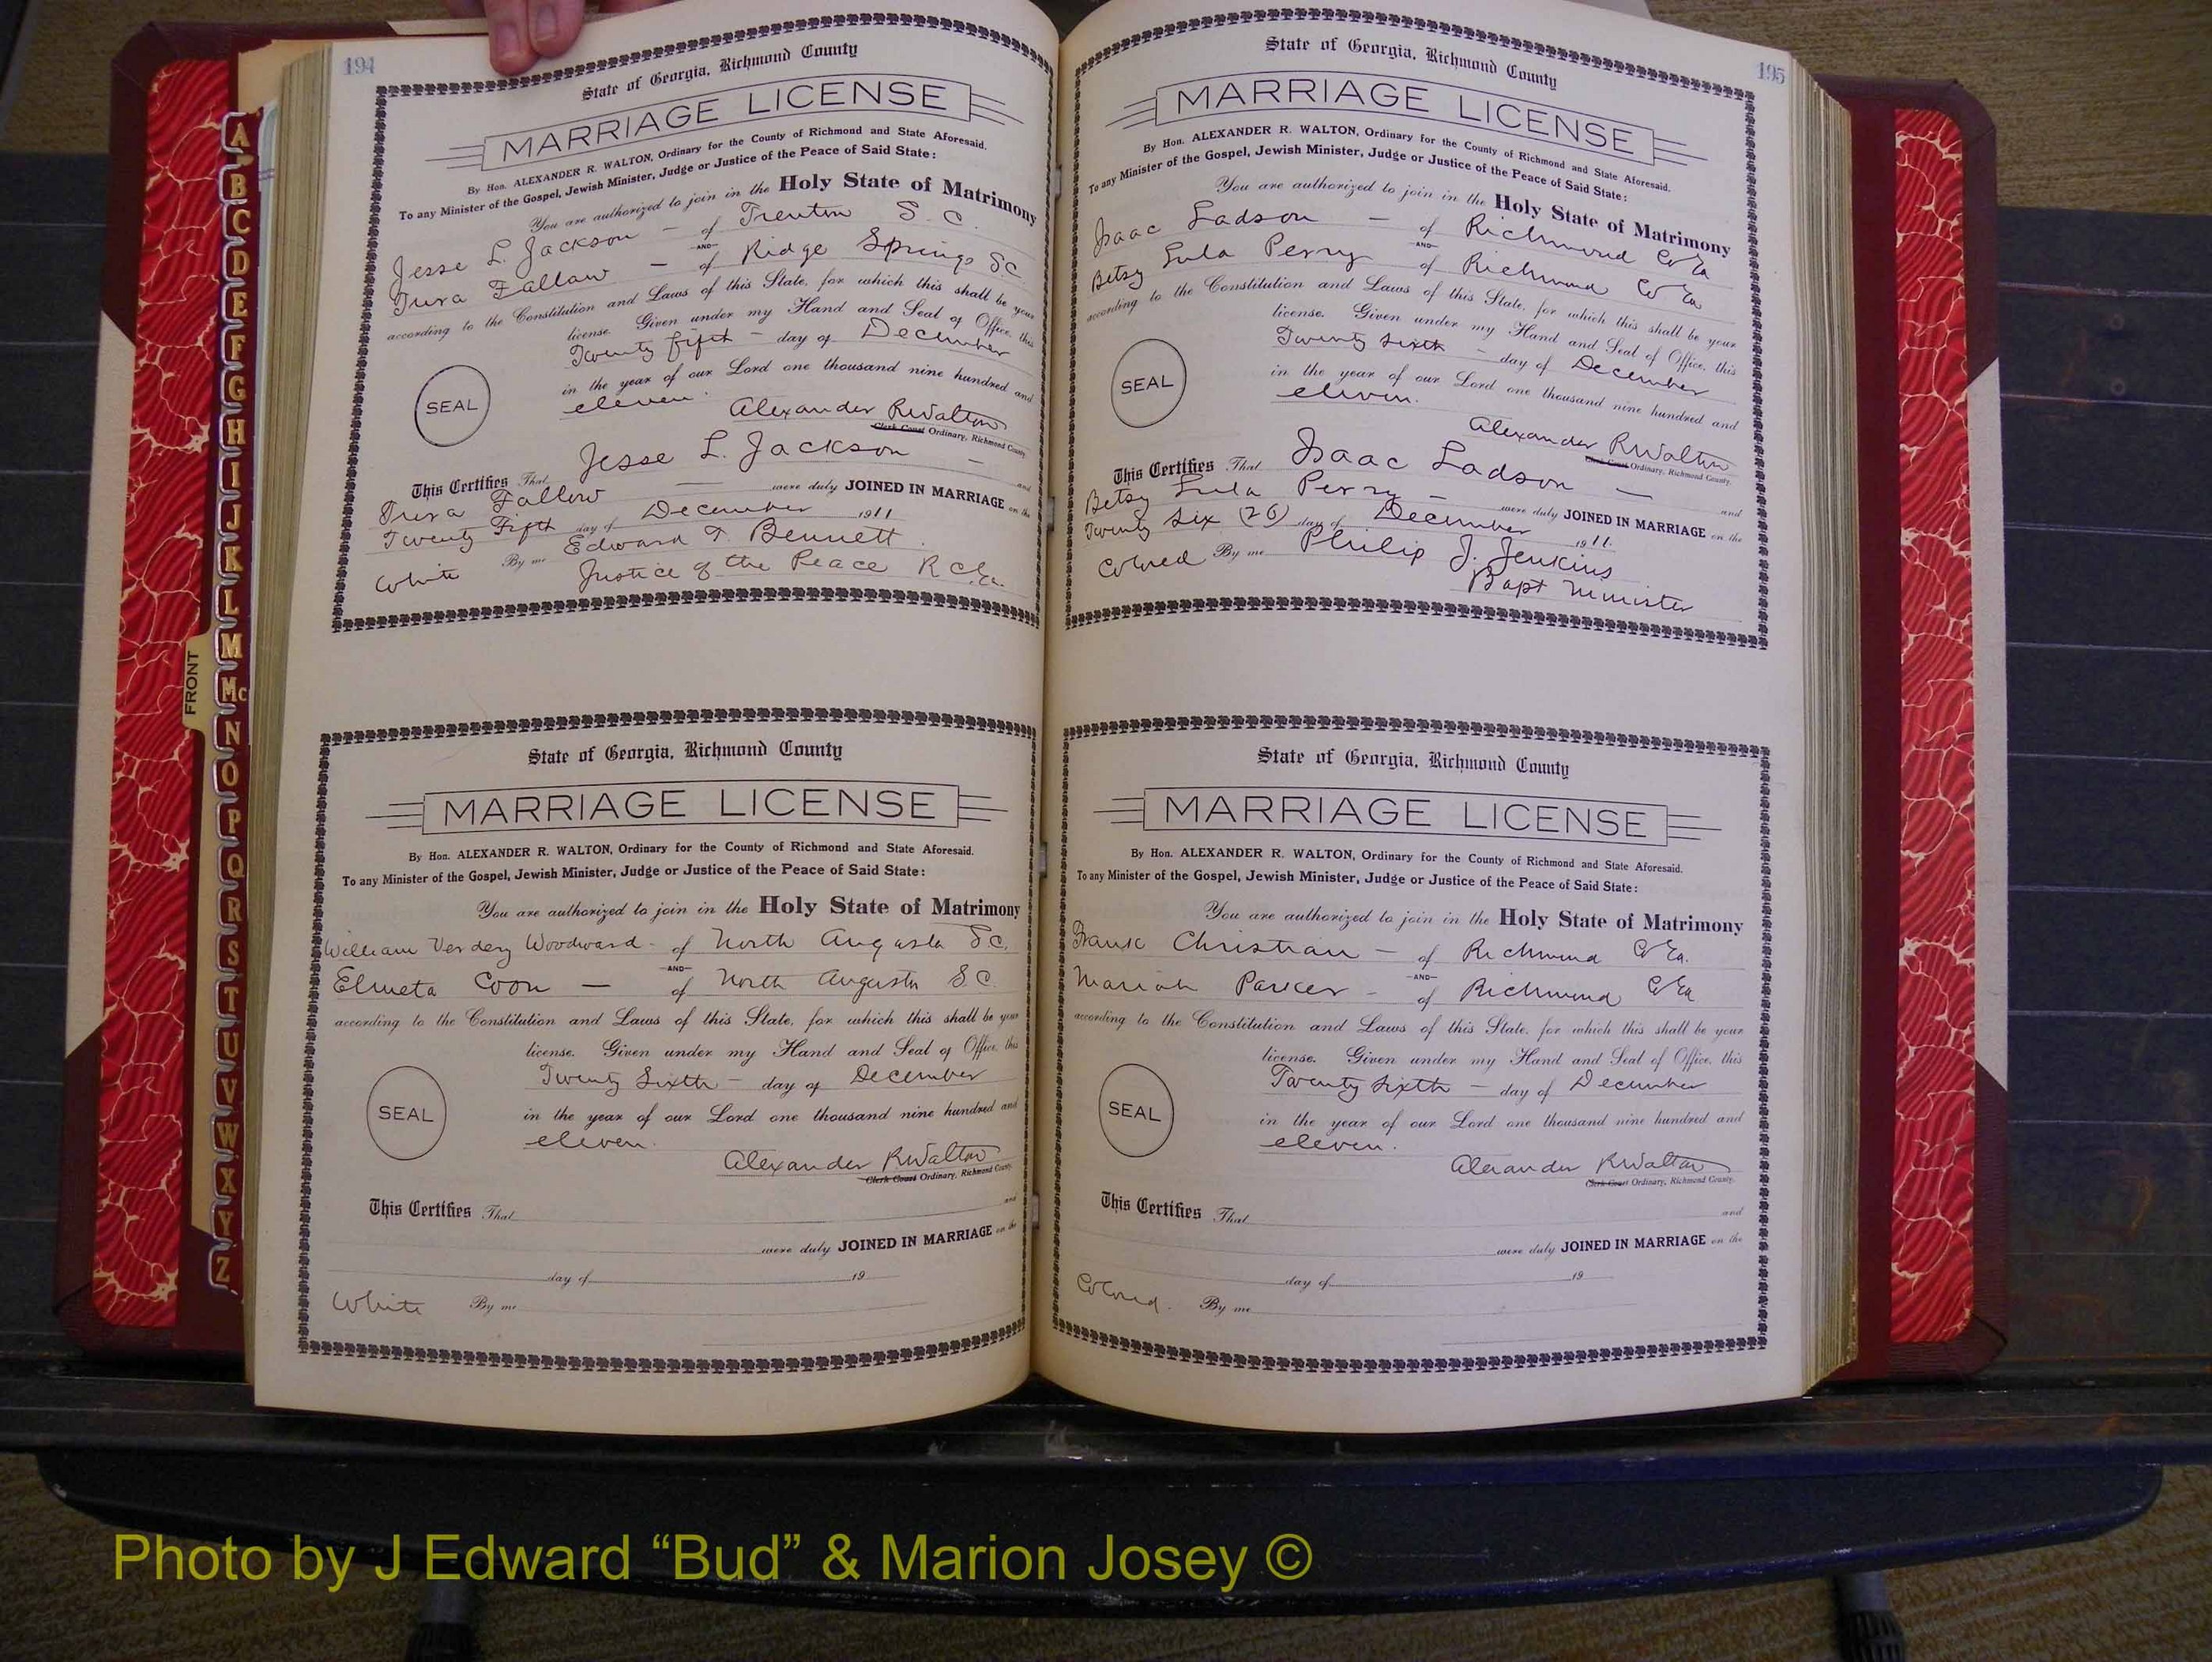 A
B
C
D
E
F
G
H
I
J
K
L
M
Mc
N
O
P
Q
R
S
T
U
V
W
X
Y
Z
FRONT
194
State of Georgia, Richmond County
MARRIAGE LICENSE
By Hon. ALEXANDER R. WALTON, Ordinary for the County of Richmond and State Aforesaid.
To any Minister of the Gospel, Jewish Minister, Judge or Justice of the Peace of Said State:
You are authorized to join in the Holy State of Matrimony
Jesse L. Jackson - of Trenton S. C.
AND
Fallaw - of Ridge Springs SC
according to the Constitution and Laws of this State, for which this shall be your
license. Given under my Hand and Seal of Office, this
Twenty fifth - day of December
in the year of our Lord one thousand nine hundred and
eleven.
SEAL
Alexander R Walton
Clerk Court Ordinary, Richmond County
This Certifies That Jesse L. Jackson - and
Fallow - were duly JOINED IN MARRIAGE on the
Twenty Fifth day of December 1911
White By me Edward T. Bennett
Justice of the Peace R C Ga.
State of Georgia, Richmond County
MARRIAGE LICENSE
By Hon. ALEXANDER R. WALTON, Ordinary for the County of Richmond and State Aforesaid.
To any Minister of the Gospel, Jewish Minister, Judge or Justice of the Peace of Said State:
You are authorized to join in the Holy State of Matrimony
William Verdery Woodward - of North Augusta S.C.
AND
Elmeta Coon - of North Augusta S.C.
according to the Constitution and Laws of this State, for which this shall be your
license. Given under my Hand and Seal of Office, this
Twenty Sixth - day of December
in the year of our Lord one thousand nine hundred and
eleven.
SEAL
Alexander R Walton
Clerk Court Ordinary, Richmond County
This Certifies That and
were duly JOINED IN MARRIAGE on the
day of 19
White By me
195
State of Georgia, Richmond County
MARRIAGE LICENSE
By Hon. ALEXANDER R. WALTON, Ordinary for the County of Richmond and State Aforesaid.
To any Minister of the Gospel, Jewish Minister, Judge or Justice of the Peace of Said State:
You are authorized to join in the Holy State of Matrimony
Isaac Ladson - of Richmond Co Ga
AND
Betsy Lula Perry of Richmond Co Ga
according to the Constitution and Laws of this State, for which this shall be your
license. Given under my Hand and Seal of Office, this
Twenty sixth - day of December
in the year of our Lord one thousand nine hundred and
eleven.
SEAL
Alexander R Walton
Clerk Court Ordinary, Richmond County.
This Certifies That Isaac Ladson - and
Betsy Lula Perry - were duly JOINED IN MARRIAGE on the
Twenty six (26) day of December 1911.
Colored By me Philip J. Jenkins
Bapt Minister
State of Georgia, Richmond County
MARRIAGE LICENSE
By Hon. ALEXANDER R. WALTON, Ordinary for the County of Richmond and State Aforesaid.
To any Minister of the Gospel, Jewish Minister, Judge or Justice of the Peace of Said State:
You are authorized to join in the Holy State of Matrimony
Frank Christian - of Richmond Co Ga.
AND
Mariah Parker - of Richmond Co Ga
according to the Constitution and Laws of this State, for which this shall be your
license. Given under my Hand and Seal of Office, this
Twenty sixth - day of December
in the year of our Lord one thousand nine hundred and
eleven.
SEAL
Alexander R Walton
Clerk Court Ordinary, Richmond County.
This Certifies That and
were duly JOINED IN MARRIAGE on the
day of 19
Colored. By me
Photo by J Edward “Bud” & Marion Josey ©